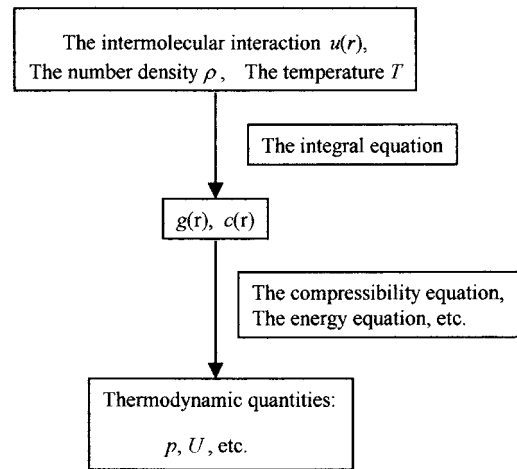 The intermolecular interaction u(r),
The number density ρ, The temperature T
The integral equation
g(r), c(r)
The compressibility equation,
The energy equation, etc.
Thermodynamic quantities:
p, U, etc.